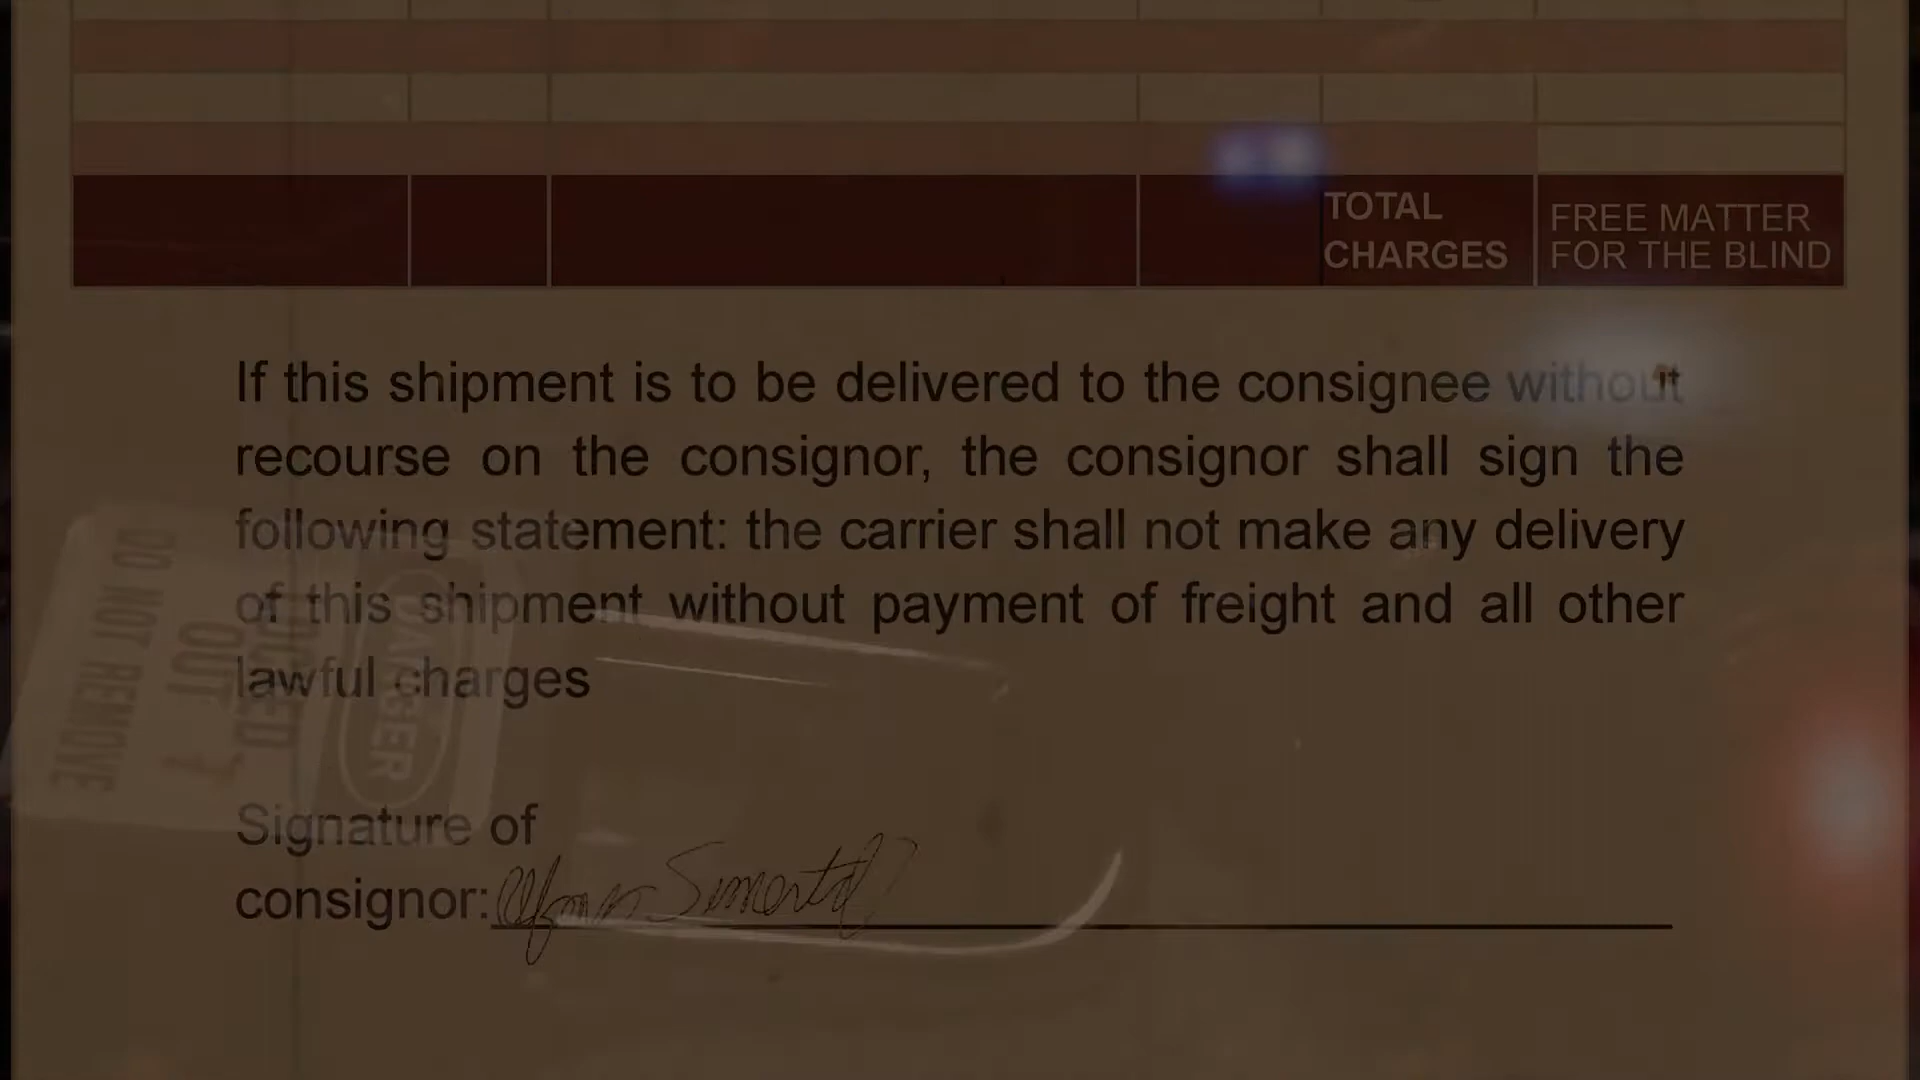 TOTAL
CHARGES
FREE MATTER
FOR THE BLIND
If this shipment is to be delivered to the consignee without
recourse on the consignor, the consignor shall sign the
following statement: the carrier shall not make any delivery
of this shipment without payment of freight and all other
lawful charges
Signature of
consignor:
DO NOT REMOVE
OUT